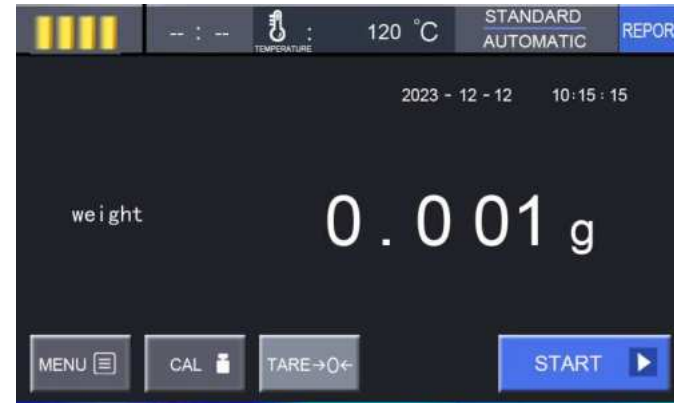 -- : --
TEMPERATURE
: 120 °C
STANDARD
AUTOMATIC
REPOR
2023 - 12 - 12 10:15:15
weight
0.001 g
MENU
CAL
TARE→0←
START